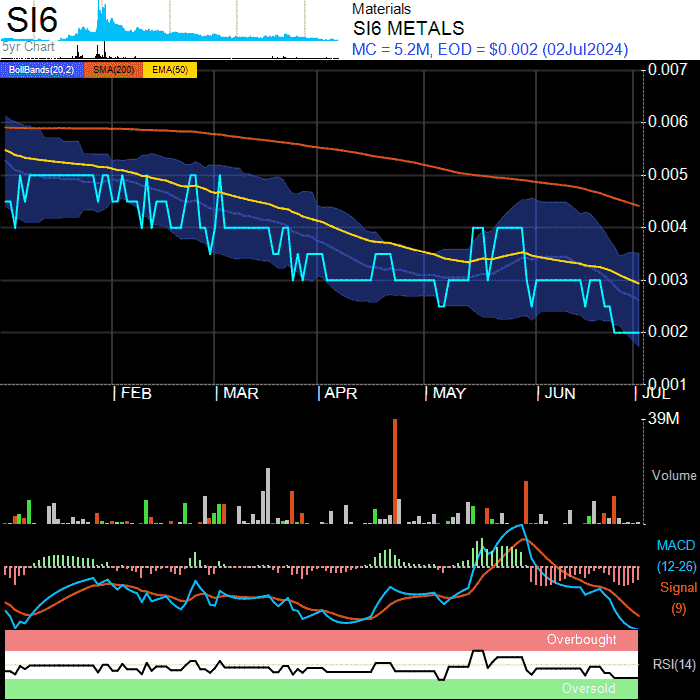 SI6
5yr Chart
Materials
SI6 METALS
MC = 5.2M, EOD = $0.002 (02Jul2024)
BollBands(20,2) SMA(200) EMA(50)
0.007
0.006
0.005
0.004
0.003
0.002
0.001
FEB MAR APR MAY JUN JUL
39M
Volume
MACD
(12-26)
Signal
(9)
Overbought
RSI(14)
Oversold